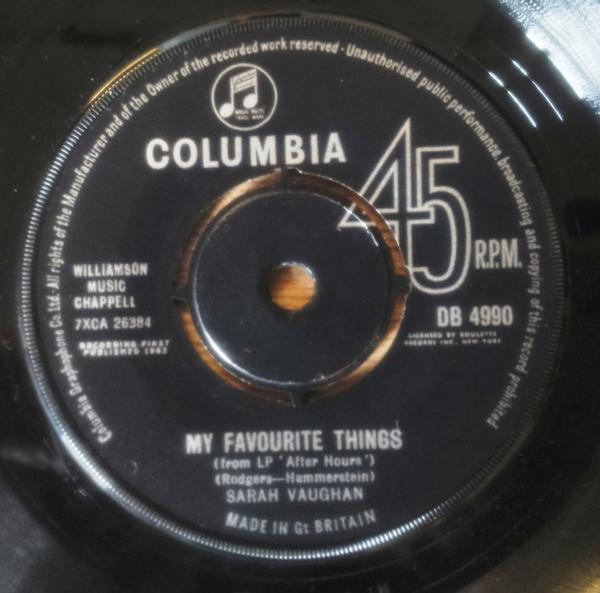 Columbia Graphophone Co. Ltd. All rights of the Manufacturer and of the Owner of the recorded work reserved · Unauthorised public performance, broadcasting and copying of this record prohibited
COLUMBIA
45
R.P.M.
WILLIAMSON
MUSIC
CHAPPELL
7XCA 26384
RECORDING FIRST
PUBLISHED 1963
DB 4990
LICENSED BY ROULETTE
RECORDS INC., NEW YORK
MY FAVOURITE THINGS
(from LP 'After Hours')
(Rodgers—Hammerstein)
SARAH VAUGHAN
MADE IN Gt BRITAIN